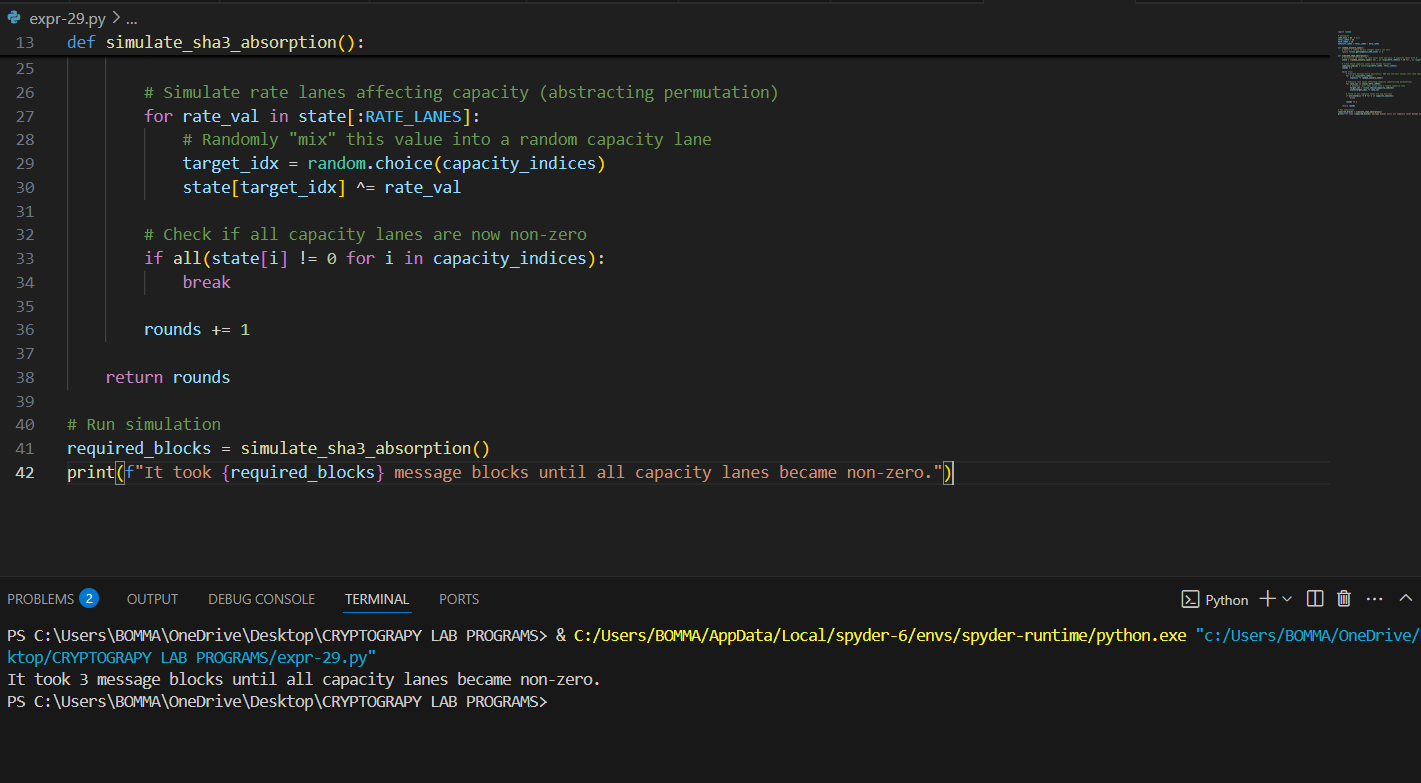 expr-29.py > ...
13 def simulate_sha3_absorption():
25
26 # Simulate rate lanes affecting capacity (abstracting permutation)
27 for rate_val in state[:RATE_LANES]:
28 # Randomly "mix" this value into a random capacity lane
29 target_idx = random.choice(capacity_indices)
30 state[target_idx] ^= rate_val
31
32 # Check if all capacity lanes are now non-zero
33 if all(state[i] != 0 for i in capacity_indices):
34 break
35
36 rounds += 1
37
38 return rounds
39
40 # Run simulation
41 required_blocks = simulate_sha3_absorption()
42 print(f"It took {required_blocks} message blocks until all capacity lanes became non-zero.")
PROBLEMS 2 OUTPUT DEBUG CONSOLE TERMINAL PORTS Python
PS C:\Users\BOMMA\OneDrive\Desktop\CRYPTOGRAPY LAB PROGRAMS> & C:/Users/BOMMA/AppData/Local/spyder-6/envs/spyder-runtime/python.exe "c:/Users/BOMMA/OneDrive/
ktop/CRYPTOGRAPY LAB PROGRAMS/expr-29.py"
It took 3 message blocks until all capacity lanes became non-zero.
PS C:\Users\BOMMA\OneDrive\Desktop\CRYPTOGRAPY LAB PROGRAMS>